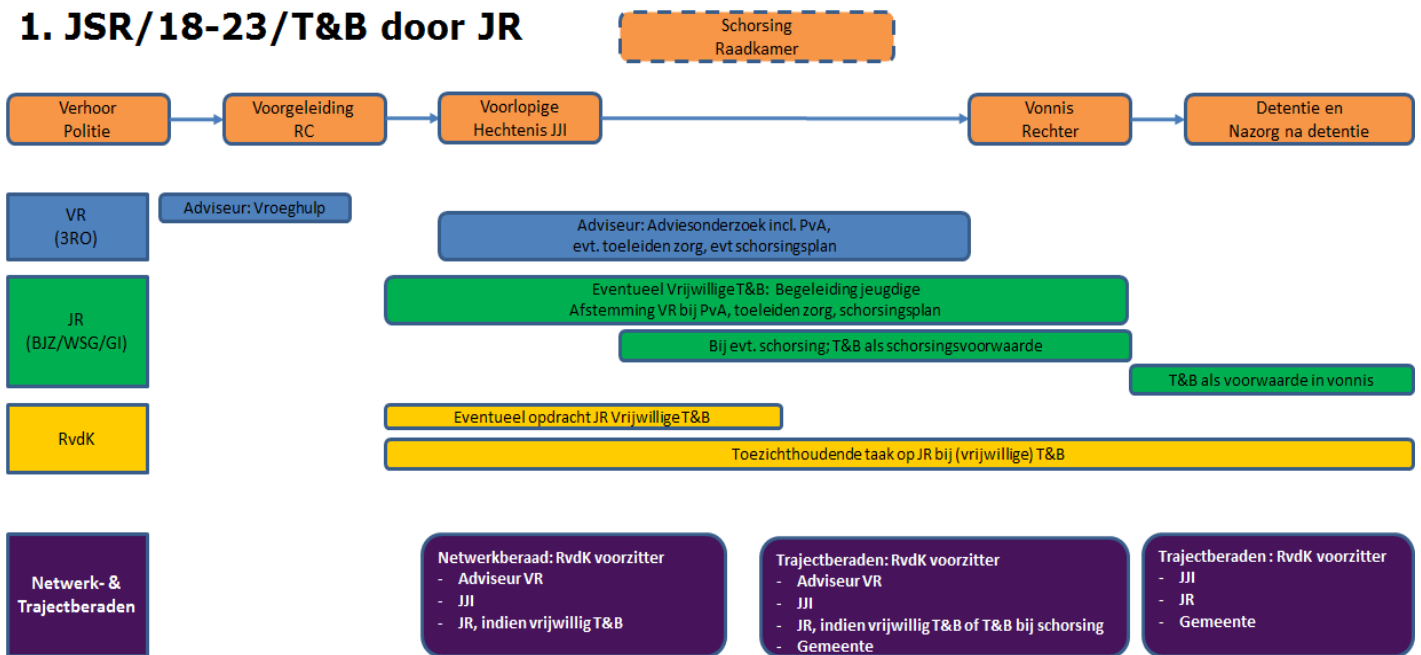 1. JSR/18-23/T&B door JR
Schorsing
Raadkamer
Verhoor
Politie
Voorgeleiding
RC
Voorlopige
Hechtenis JJI
Vonnis
Rechter
Detentie en
Nazorg na detentie
VR
(3RO)
Adviseur: Vroeghulp
Adviseur: Adviesonderzoek incl. PvA,
evt. toeleiden zorg, evt schorsingsplan
JR
(BJZ/WSG/GI)
Eventueel Vrijwillige T&B: Begeleiding jeugdige
Afstemming VR bij PvA, toeleiden zorg, schorsingsplan
Bij evt. schorsing; T&B als schorsingsvoorwaarde
T&B als voorwaarde in vonnis
RvdK
Eventueel opdracht JR Vrijwillige T&B
Toezichthoudende taak op JR bij (vrijwillige) T&B
Netwerk- &
Trajectberaden
Netwerkberaad: RvdK voorzitter
- Adviseur VR
- JJI
- JR, indien vrijwillig T&B
Trajectberaden: RvdK voorzitter
- Adviseur VR
- JJI
- JR, indien vrijwillig T&B of T&B bij schorsing
- Gemeente
Trajectberaden : RvdK voorzitter
- JJI
- JR
- Gemeente